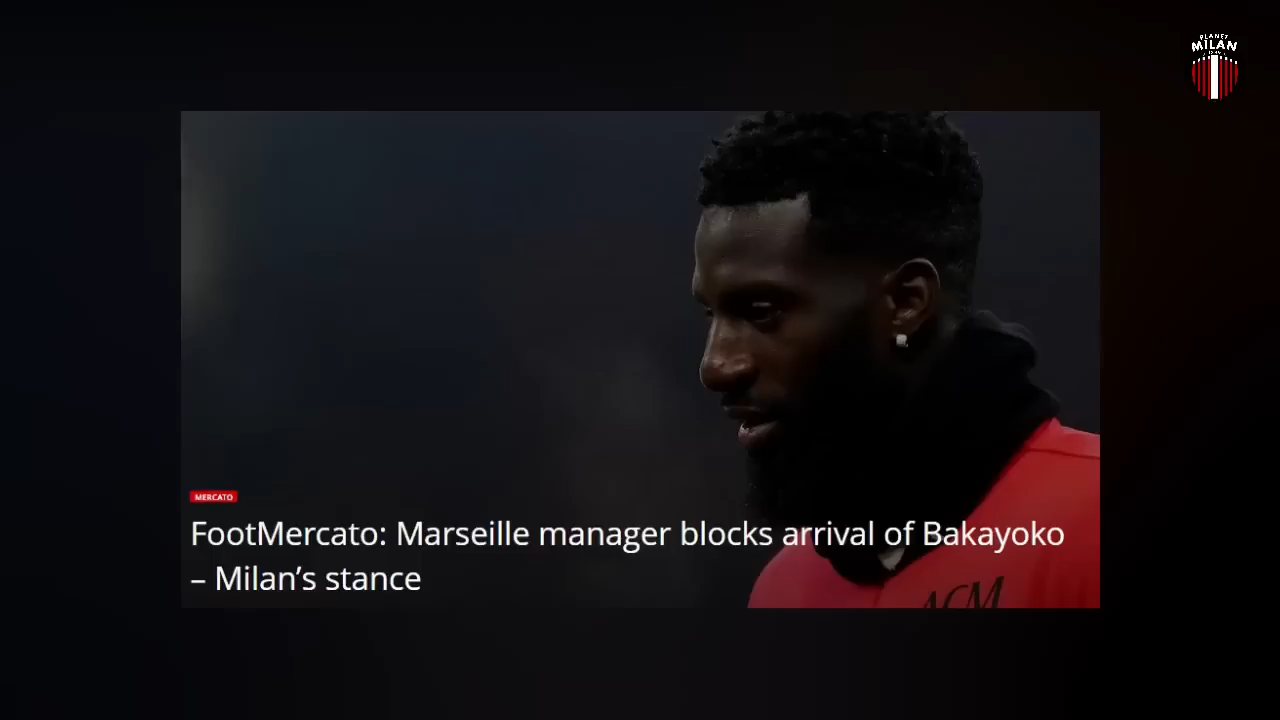 PLANET
MILAN
MERCATO
FootMercato: Marseille manager blocks arrival of Bakayoko
– Milan’s stance
ACM